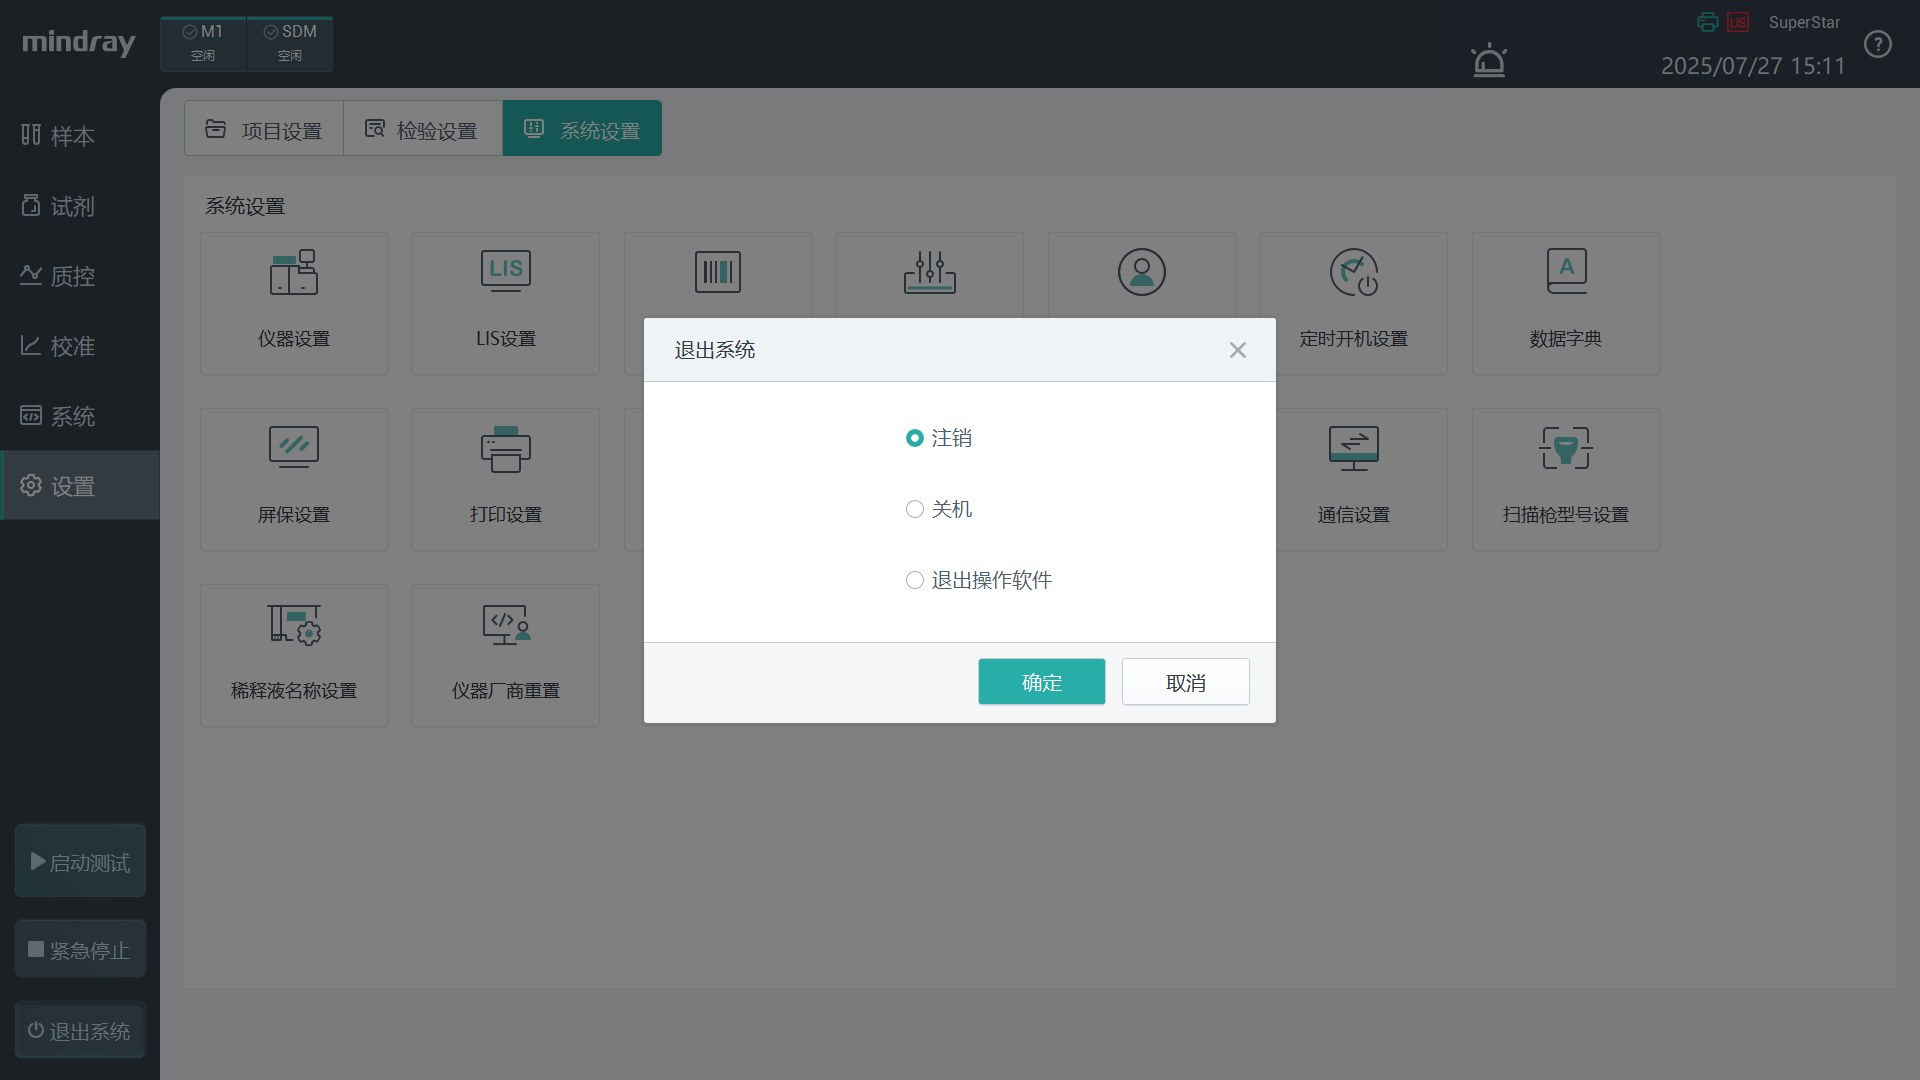 mindray
M1
空闲
SDM
空闲
LIS
SuperStar
2025/07/27 15:11
?
样本
试剂
质控
校准
系统
设置
项目设置
检验设置
系统设置
系统设置
LIS
A
仪器设置
LIS设置
定时开机设置
数据字典
屏保设置
打印设置
通信设置
扫描枪型号设置
稀释液名称设置
仪器厂商重置
退出系统
注销
关机
退出操作软件
确定
取消
启动测试
紧急停止
退出系统